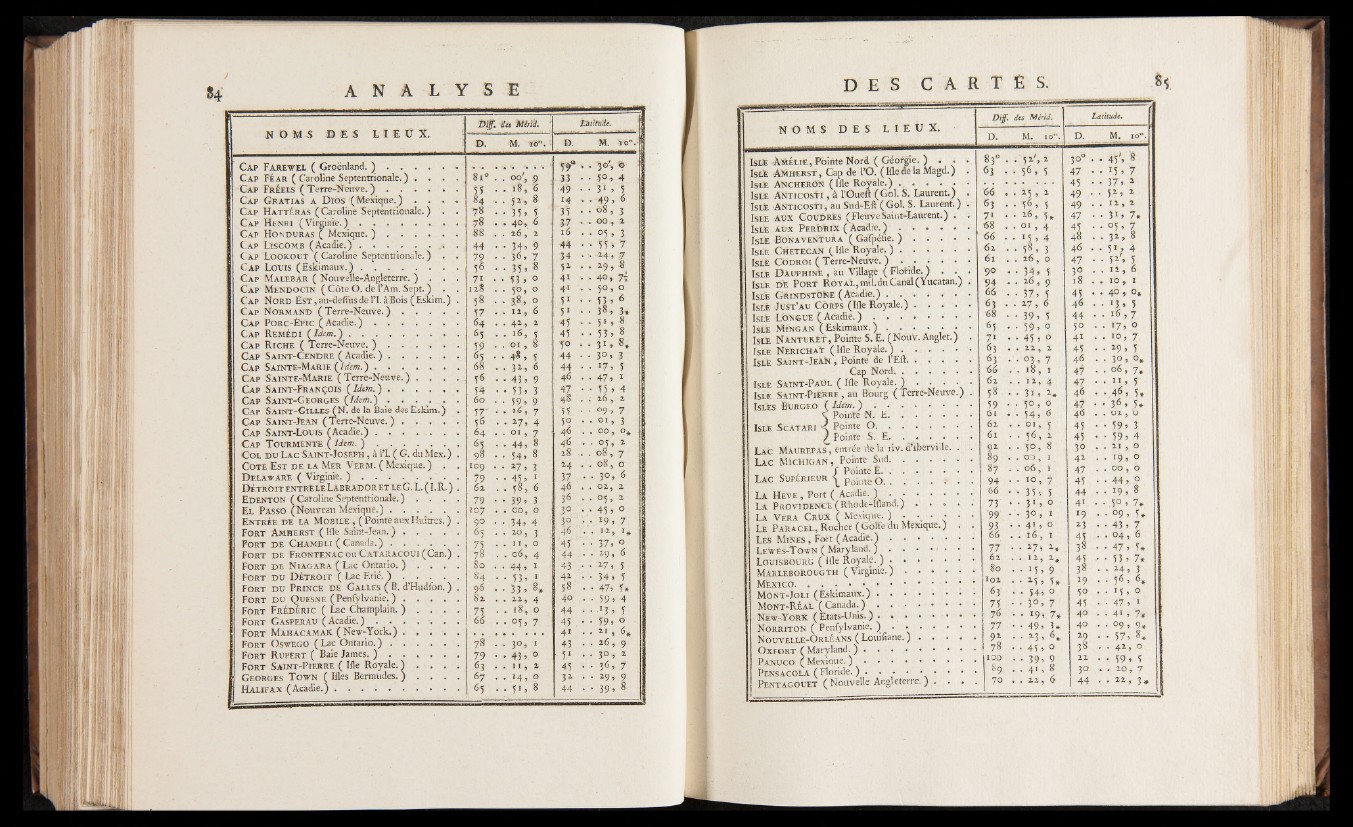 84
A N A L Y S E
NOMS DES LIEUX. Diff. des Mérid. Latitude.
D. M. 10". D. M. 10".
CAP FAREWEL ( Groënland. ) . . . . . . 59° . . 30', 0
CAP FÉAR ( Caroline Septentrionale. ) . . . . 81° . . 00', 9 33 . . 50, 4
CAP FRÉELS ( Terre-Neuve. ) . . . . 55 . . 18, 6 49 . . 31, 5
CAP GRATIAS A DIOS (Mexique. ) . . . . 84 . . 52, 8 14 . . 49, 6
CAP HATTÉRAS (Caroline Septentrionale. ) . . 78 . . 35, 5 35 . . 08, 3
CAP HENRI (Virginie. ) . . . . 78 . . 40, 6 37 . . 00, 2
CAP HONDURAS ( Mexique. ) . . . . 88 . . 26, 2 16 . . 05, 3
CAP LISCOMB (Acadie. ) . . . . 44 . . 34, 9 44 . . 55, 7
CAP LOOKOUT ( Caroline Septentrionale. ) . . 79 . . 36, 7 34 . . 24, 7
CAP LOUIS (Eskimaux. ) . . . . 56 . . 35, 8 52 . . 29, 8
CAP MALEBAR ( Nouvelle-Angleterre. ) . . . 71 . . 53, 0 41 . . 40, 7*
CAP MENDOCIN ( Côte O. de l'Am. Sept. ) . . 128 . . 50, 0 41 . . 50, 0
CAP NORD-EST, au-dessus de l'I. à Bois ( Eskim. ) . 58 . . 38, 0 51 . . 53, 6
CAP NORMAND ( Terre-Neuve. ) . . . . 57 . . 12, 6 51 . . 38, 3*
CAP PORC-EPIC ( Acadie. ) . . . . 64 . . 42, 2 45 . . 51, 8
CAP REMÉDI ( Idem. ) . . . . 65 . . 16, 5 45 . . 53, 8
CAP RICHE ( Terre-Neuve. ) . . . . 59 . . 01, 8 50 . . 31, 8*
CAP SAINT-CENDRE ( Acadie. ) . . . . 65 . . 48, 5 44 . . 30, 3
CAP SAINTE-MARIE ( Idem. ) . . . . 68 . . 32, 6 44 . . 17, 5
CAP SAINTE-MARIE ( Terre-Neuve. ) . . . . 56 . . 43, 9 46 . . 47, 1
CAP SAINT-FRANÇOIS ( Idem. ) . . . . 54 . . 53, 3 47 . . 55, 4
CAP SAINT-GEORGES ( Idem. ) . . . . 60 . . 59, 9 48 . . 26, 2
CAP SAINT-GILLES ( N. de la Baie des Eskim. ) . 57 . . 16, 7 55 . . 09, 7
CAP SAINT-JEAN ( Terre-Neuve. ) . . . . 56 . . 27, 4 50 . . 01, 3
CAP SAINT-LOUIS (Acadie. ) . . . . 64 . . 01, 7 46 . . 00, 0*
CAP TOURMENTE ( Idem. ) . . . . 65 . . 44, 8 46 . . 05, 2
COL DU LAC SAINT-JOSEPH, à l'I. ( G. du Mex. ) . 98 . . 54, 8 28 . . 08, 7
COTE EST DE LA MER VERM. ( Mexique. ) . . 109 . . 27, 3 24 . . 08, 0
DELAWARE ( Virginie. ) . . . . 79 . . 45, 1 37 . . 30, 6
DÉTROIT ENTRE LE LABRADOR ET LE G. L. (I.R.) . 62 . . 58, 6 46 . . 02, 2
EDENTON ( Caroline Septentrionale. ) . . . 79 . . 39, 3 36 . . 05, 2
EL PASSO (Nouveau Mexique. ) . . . . 107 . . 00, 0 30 . . 45, 0
ENTRÉE DE LA MOBILE, (Pointe aux Huîtres. ) . 90 . . 34, 4 30 . . 19, 7
FORT AMHERST ( Isle Saint-Jean. ) . . . . 65 . . 20, 3 46 . . 12, 1*
FORT DE CHAMBLI ( Canada. ) . . . . 75 . . 11, 0 45 . . 37, 0
FORT DE FRONTENAC ou CATARACOUI (Can.) . 78 . . 06, 4 44 . . 29, 6
FORT DE NIAGARA ( Lac Ontario. ) . . . . 80 . . 44, 1 43 . . 27, 5
FORT DU DÉTROIT ( Lac Erié. ) . . . . 84 . . 53, 1 42 . . 34, 5
FORT DU PRINCE DE GALLES ( B. d'Hudson. ) . 96 . . 33, 8* 58 . . 47, 5*
FORT DU QUESNE (Pensylvanie. ) . . . . 82 . . 22, 4 40 . . 59, 4
FORT FRÉDÉRIC ( Lac Champlain. ) . . . . 75 . . 18, 0 44 . . 13, 5
FORT GASPERAU ( Acadie. ) . . . . 66 . . 05, 7 45 . . 59, 0
FORT MAHACAMAK ( New-York. ) . . . . 41 . . 21, 6*
FORT OSWEGO ( Lac Ontario. ) . . . . 78 . . 30, 1 43 . . 26, 9
FORT RUPERT ( Baie James. ) . . . . 79 . . 43, 0 51 . . 30, 2
FORT SAINT-PIERRE ( Isle Royale. ) . . . . 63 . . 11, 2 45 . . 36, 7
GEORGES TOWN ( Isles Bermudes. ) . . . . 67 . . 14, 0 32 . . 29, 9
HALIFAX (Acadie. ) . . . . 65 . . 51, 8 44 . . 39, 8
D E S C A R T E S.
85
NOMS DES LIEUX. Diff. des Mérid. Latitude.
D. M. 10". D. M. 10".
ISLE AMÉLIE, Pointe Nord ( Géorgie. ) . . . 83° . . 52', 2 30° . . 45', 8
ISLE AMHERST, Cap de l'O. ( Isle de la Magd. ) . 63 . . 56, 5 47 . . 15, 7
ISLE ANCHERON ( Isle Royale. ) . . . . 45 . . 37, 2
ISLE ANTICOSTI, à l'Ouest ( Gol. S. Laurent. ) . 66 . . 25, 2 49 . . 52, 2
ISLE ANTICOSTI, au Sud-Est ( Gol. S. Laurent. ) . 63 . . 56, 5 49 . . 12, 2
ISLE AUX COUDRES (Fleuve Saint-Laurent. ) . . 71 . . 26, 5* 47 . . 31, 7*
ISLE AUX PERDRIX ( Acadie. ) . . . . 68 . . 01, 4 45 . . 05, 7
ISLE BONAVENTURA ( Gaspésie. ) . . . . 66 . . 15, 4 48 . . 32, 8
ISLE CHETECAN ( Isle Royale. ) . . . . 62 . . 58, 3 46 . . 51, 4
ISLE CODROI ( Terre-Neuve. ) . . . . 61 . . 26, 0 47 . . 52, 5
ISLE DAUPHINE, au Village ( Floride. ) . . . 90 . . 34, 5 30 . . 12, 6
ISLE DE PORT ROYAL, mil. du Canal (Yucatan. ) . 94 . . 26, 9 18 . . 10, 1
ISLE GRINDSTONE ( Acadie. ) . . . . 66 . . 37, 5 45 . . 40, 0*
ISLE JUST'AU CORPS ( Isle Royale. ) . . . . 63 . . 27, 6 46 . . 13, 5
ISLE LONGUE ( Acadie. ) . . . . 68 . . 39, 5 44 . . 16, 7
ISLE MINGAN ( Eskimaux. ) . . . . 65 . . 59, 0 50 . . 17, 0
ISLE NANTUKET, Pointe S. E. ( Nouv. Anglet. ) . 71 . . 45, 0 41 . . 10, 7
ISLE NERICHAT ( Isle Royale. ) . . . . 63 . . 22, 2 45 . . 29, 5
ISLE SAINT-JEAN, Pointe de l'Est. . . . 63 . . 03, 7 46 . . 30, 0*
Cap Nord. . . . 66 . . 18, 1 47 . . 06, 7*
ISLE SAINT-PAUL ( Isle Royale. ) . . . . 62 . . 12, 4 47 . . 11, 5
ISLE SAINT-PIERRE, au Bourg ( Terre-Neuve. ) . 58 . . 31, 2* 46 . . 46, 5*
ISLES BURGEO ( Idem. ) . . . . 59 . . 50, 0 47 . . 36, 5*
Pointe N. E. . . . 61 . . 54, 6 46 . . 02, 0
ISLE SCATARI Pointe O. . . . 62 . . 01, 5 45 . . 59, 3
Pointe S. E. . . . 61 . . 56, 2 45 . . 59, 4
LAC MAUREPAS, entrée de la riv. d'iberville. . . 92 . . 50, 8 30 . . 21, 0
LAC MICHIGAN, Pointe Sud. . . . 89 . . 00, 1 42 . . 19, 0
LAC SUPÉRIEUR Pointe E. . . . 87 . . 06, 1 47 . . 00, 0
Pointe O. . . . 94 . . 10, 7 45 . . 44, 0
LA HEVE, Port ( Acadie. ) . . . . 66 . . 35, 5 44 . . 19, 8
LA PROVIDENCE (Rhode-Island. ) . . . . 73 . . 31, 0 41 . . 50, 7*
LA VERA CRUX ( Mexique. ) . . . . 99 . . 30, 1 19 . . 09, 5*
LE PARACEL, Rocher ( Golfe du Mexique. ) . . 93 . . 41, 0 23 . . 43, 7
LES MINES, Fort ( Acadie. ) . . . . 66 . . 16, 1 45 . . 04, 6
LEWES-TOWN ( Maryland. ) . . . . 77 . . 27, 2* 38 . . 47, 5*
LOUISBOURG ( Isle Royale. ) . . . . 62 . . 12, 2* 45 . . 53, 7*
MARLEBOROUGTH ( Virginie. ) . . . . 80 . . 15, 9 38 . . 24, 3
MEXICO. . . . 102 . . 25, 5* 19 . . 56, 6*
MONT-JOLI ( Eskimaux. ) . . . . 63 . . 54, 0 50 . . 15, 0
MONT-RÉAL ( Canada. ) . . . . 75 . . 30, 7 45 . . 47, 1
NEW-YORK ( Etats-Unis. ) . . . . 76 . . 19, 7* 40 . . 41, 7*
NORRITON ( Pensylvanie. ) . . . . 77 . . 49, 3* 40 . . 09, 9*
NOUVELLE-ORLÉANS ( Louisiane. ) . . . . 92 . . 23, 6* 29 . . 57, 8*
OXFORT ( Maryland. ) . . . . 78 . . 45, 0 38 . . 42, 0
PANUCO ( Mexique. ) . . . . 100 . . 39, 9 22 . . 59, 5
PENSACOLA ( Floride. ) . . . . 89 . . 41, 8 30 . . 20, 7
PENTAGOUET ( Nouvelle Angleterre. ) . . . . 70 . . 22, 6 44 . . 22, 3*